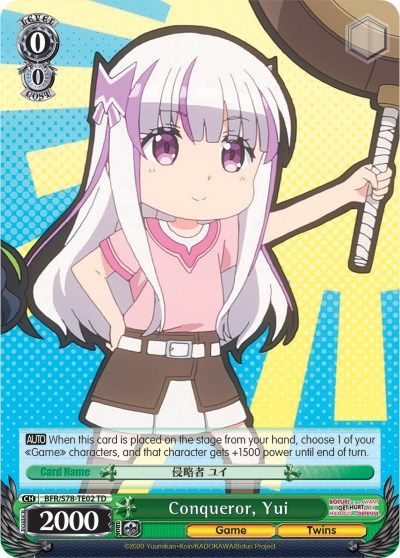 LEVEL
0
0
COST
AUTO When this card is placed on the stage from your hand, choose 1 of your
«Game» characters, and that character gets +1500 power until end of turn.
Card Name 侵略者 ユイ
CH BFR/S78-TE02 TD
Conqueror, Yui
POWER 2000 SOUL
Game Twins
©2020 Yuumikan・Koin/KADOKAWA/Bofuri Project